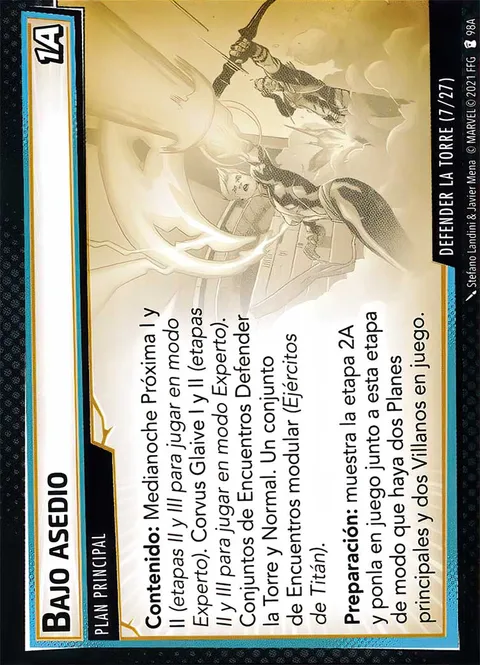 BAJO ASEDIO
1A
PLAN PRINCIPAL
Contenido: Medianoche Próxima I y
II (etapas II y III para jugar en modo
Experto). Corvus Glaive I y II (etapas
II y III para jugar en modo Experto).
Conjuntos de Encuentros Defender
la Torre y Normal. Un conjunto
de Encuentros modular (Ejércitos
de Titán).
Preparación: muestra la etapa 2A
y ponla en juego junto a esta etapa
de modo que haya dos Planes
principales y dos Villanos en juego.
DEFENDER LA TORRE (7/27)
Stefano Landini & Javier Mena © MARVEL © 2021 FFG 98A